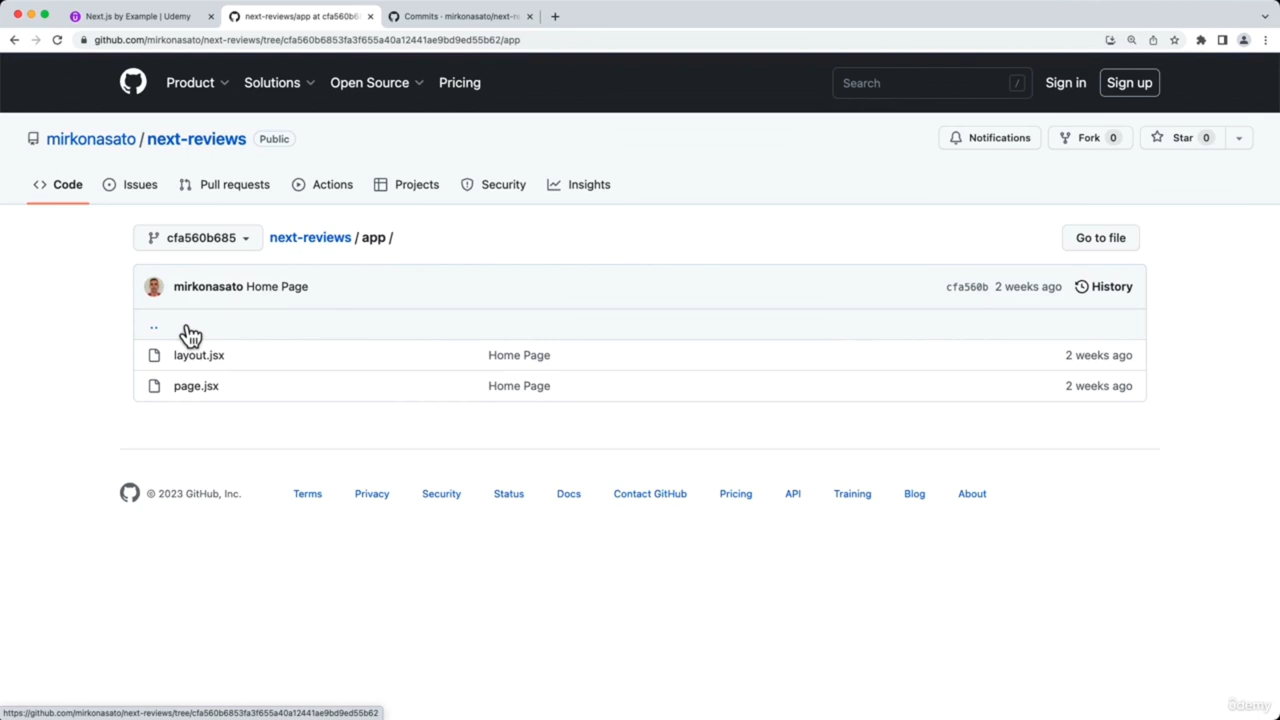 Next.js by Example | Udemy
next-reviews/app at cfa560b6
Commits · mirkonasato/next-re
github.com/mirkonasato/next-reviews/tree/cfa560b6853fa3f655a40a12441ae9bd9ed55b62/app
Product Solutions Open Source Pricing
Search /
Sign in Sign up
mirkonasato / next-reviews Public
Notifications Fork 0 Star 0
Code Issues Pull requests Actions Projects Security Insights
cfa560b685 next-reviews / app / Go to file
mirkonasato Home Page cfa560b 2 weeks ago History
..
layout.jsx Home Page 2 weeks ago
page.jsx Home Page 2 weeks ago
© 2023 GitHub, Inc. Terms Privacy Security Status Docs Contact GitHub Pricing API Training Blog About
https://github.com/mirkonasato/next-reviews/tree/cfa560b6853fa3f655a40a12441ae9bd9ed55b62
ûdemy